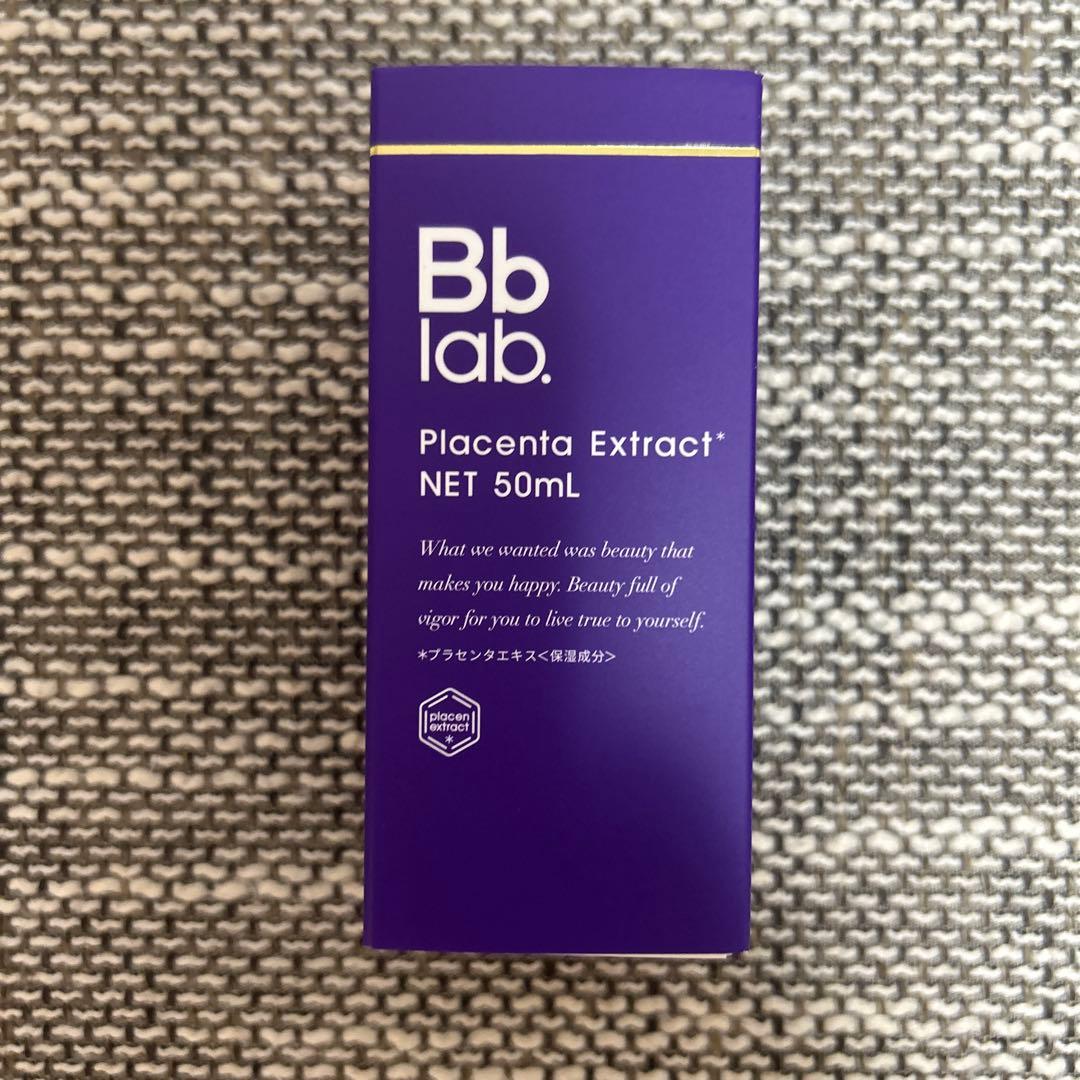 Bb
lab.
Placenta Extract*
NET 50mL
What we wanted was beauty that
makes you happy. Beauty full of
vigor for you to live true to yourself.
*プラセンタエキス<保湿成分>
placen
extract
*